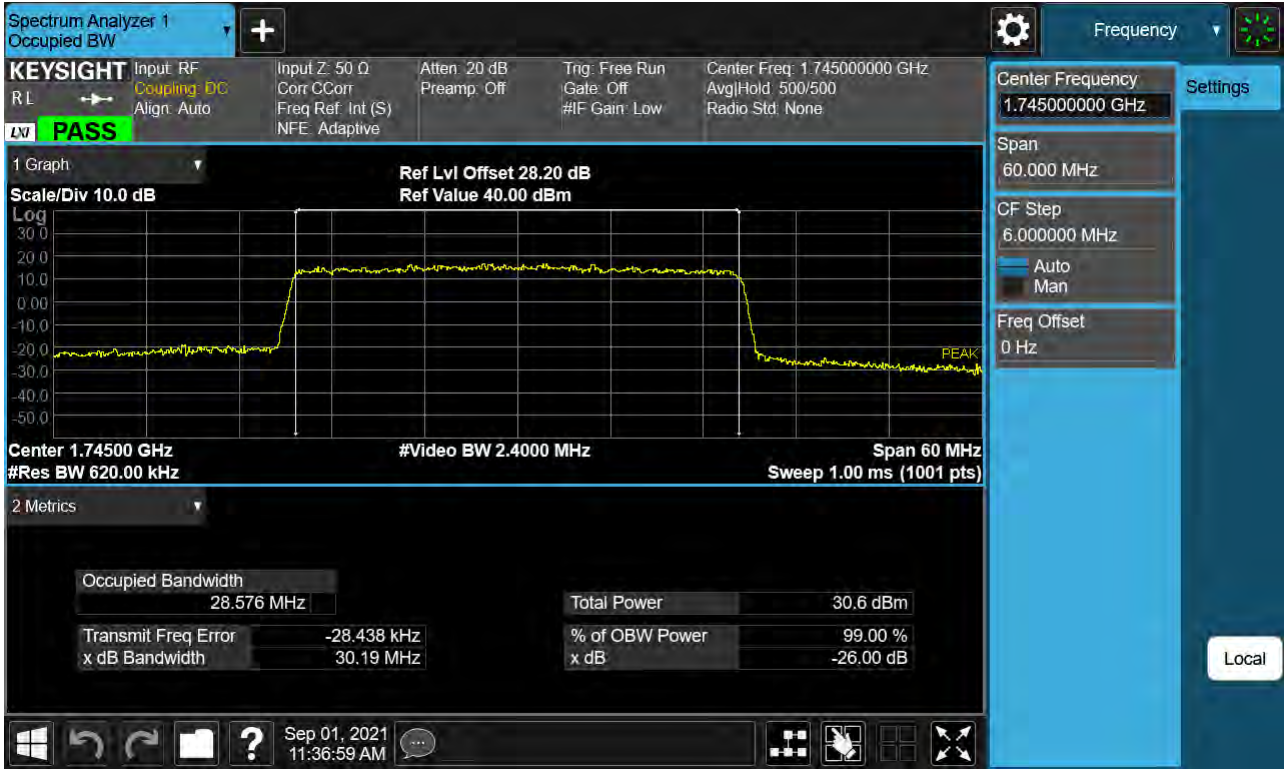 Spectrum Analyzer 1
Occupied BW
+
Frequency
KEYSIGHT
R L
LXI PASS
Input: RF
Coupling: DC
Align: Auto
Input Z: 50 Ω
Corr CCorr
Freq Ref: Int (S)
NFE: Adaptive
Atten: 20 dB
Preamp: Off
Trig: Free Run
Gate: Off
#IF Gain: Low
Center Freq: 1.745000000 GHz
Avg|Hold: 500/500
Radio Std: None
1 Graph
Ref Lvl Offset 28.20 dB
Scale/Div 10.0 dB
Ref Value 40.00 dBm
Log
30.0
20.0
10.0
0.00
-10.0
-20.0
-30.0
-40.0
-50.0
PEAK
Center 1.74500 GHz
#Video BW 2.4000 MHz
Span 60 MHz
#Res BW 620.00 kHz
Sweep 1.00 ms (1001 pts)
2 Metrics
Occupied Bandwidth
28.576 MHz
Total Power 30.6 dBm
Transmit Freq Error -28.438 kHz
% of OBW Power 99.00 %
x dB Bandwidth 30.19 MHz
x dB -26.00 dB
Center Frequency
1.745000000 GHz
Settings
Span
60.000 MHz
CF Step
6.000000 MHz
Auto
Man
Freq Offset
0 Hz
Local
?
Sep 01, 2021
11:36:59 AM